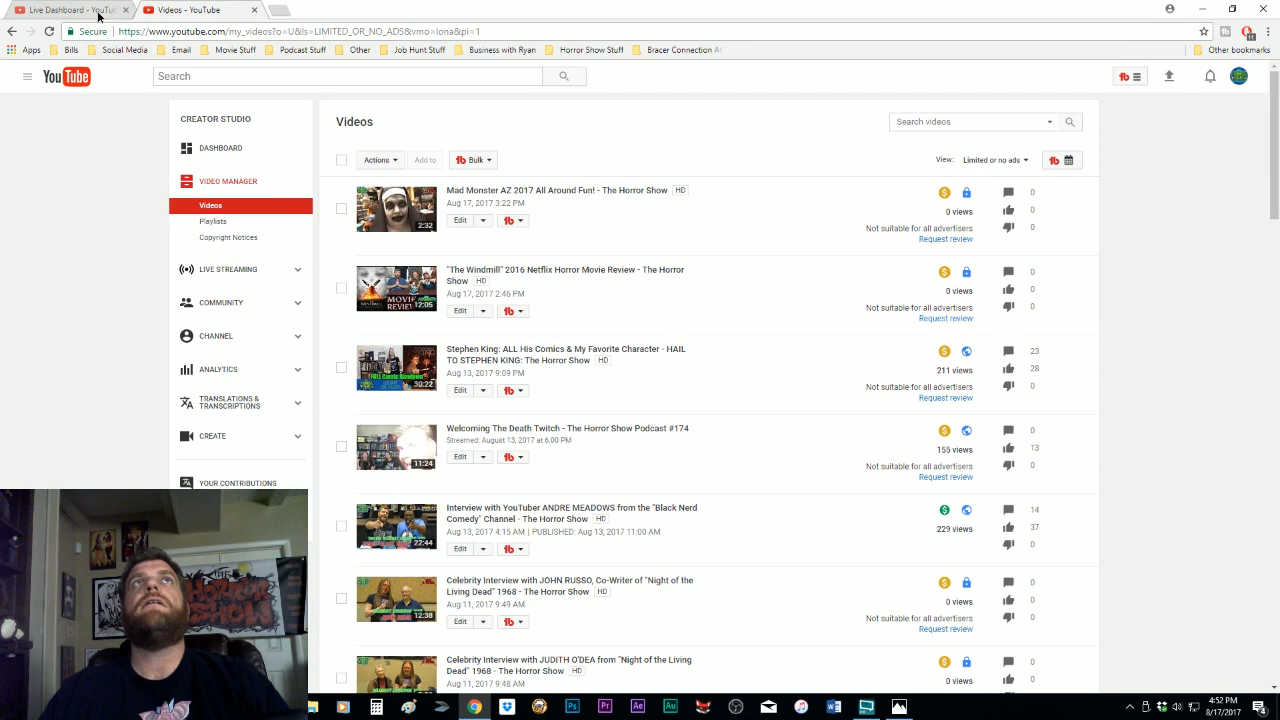 Live Dashboard - YouTu
Videos - YouTube
Secure
https://www.youtube.com/my_videos?o=U&ls=LIMITED_OR_NO_ADS&vmo=lona&pi=1
Apps Bills Social Media Email Movie Stuff Podcast Stuff Other Job Hunt Stuff Business with Ryan Horror Show Stuff Bracer Connection Other bookmarks
YouTube
Search
CREATOR STUDIO
DASHBOARD
VIDEO MANAGER
Videos
Playlists
Copyright Notices
LIVE STREAMING
COMMUNITY
CHANNEL
ANALYTICS
TRANSLATIONS &
TRANSCRIPTIONS
CREATE
YOUR CONTRIBUTIONS
Videos
Search videos
Actions Add to Bulk View: Limited or no ads
Mad Monster AZ 2017 All Around Fun! - The Horror Show HD
Aug 17, 2017 3:22 PM
Edit
2:32
0 views
Not suitable for all advertisers
Request review
0
0
0
"The Windmill" 2016 Netflix Horror Movie Review - The Horror
Show HD
Aug 17, 2017 2:46 PM
Edit
MOVIE
REVIEW
12:05
0 views
Not suitable for all advertisers
Request review
0
0
0
Stephen King: ALL His Comics & My Favorite Character - HAIL
TO STEPHEN KING: The Horror Show HD
Aug 13, 2017 9:09 PM
Edit
30:22
211 views
Not suitable for all advertisers
Request review
23
28
0
Welcoming The Death Twitch - The Horror Show Podcast #174
Streamed: August 13, 2017 at 6:00 PM
Edit
11:24
155 views
Not suitable for all advertisers
Request review
0
13
0
Interview with YouTuber ANDRE MEADOWS from the "Black Nerd
Comedy" Channel - The Horror Show HD
Aug 13, 2017 4:15 AM | PUBLISHED: Aug 13, 2017 11:00 AM
Edit
22:44
229 views
14
37
0
Celebrity Interview with JOHN RUSSO, Co-Writer of "Night of the
Living Dead" 1968 - The Horror Show HD
Aug 11, 2017 9:49 AM
Edit
12:38
0 views
Not suitable for all advertisers
Request review
0
0
0
Celebrity Interview with JUDITH O'DEA from "Night of the Living
Dead" 1968 - The Horror Show HD
Aug 11, 2017 9:48 AM
0 views
0
0
4:52 PM
8/17/2017